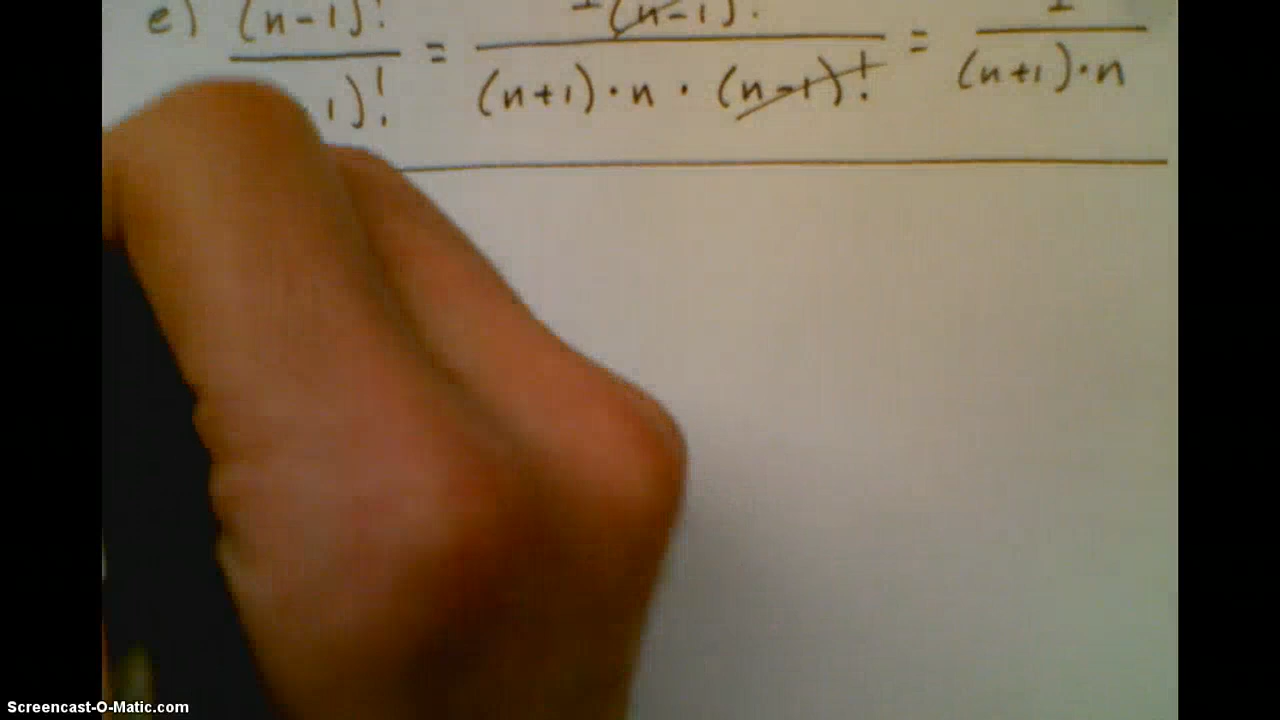 e) (n-1)! / 1)! = 1(n-1)! / (n+1)·n·(n-1)! = 1 / (n+1)·n
Screencast-O-Matic.com